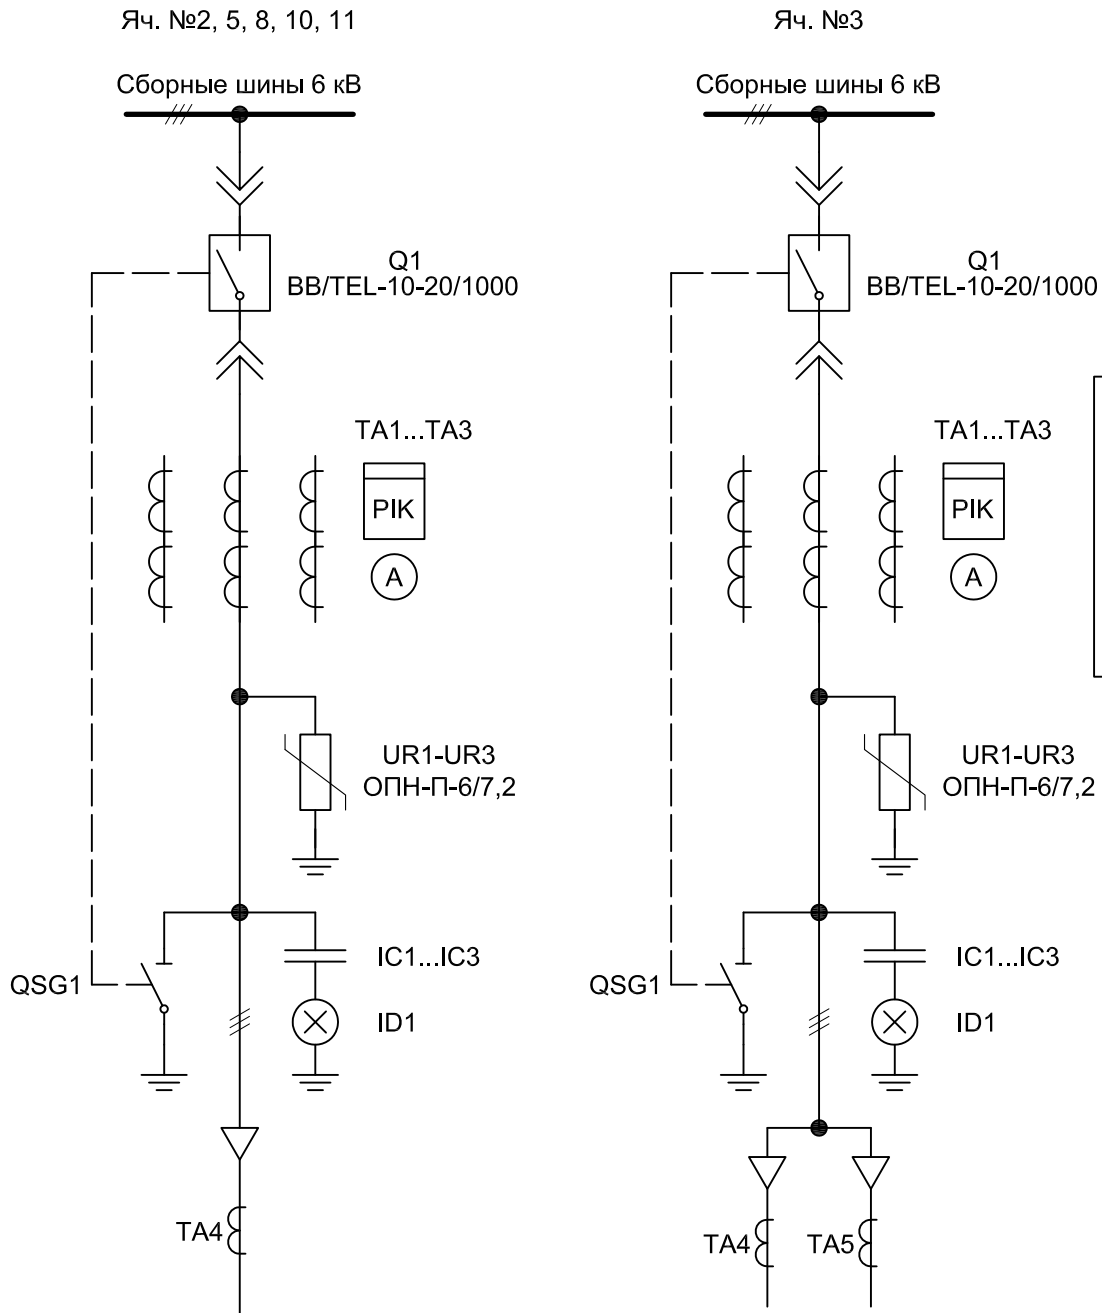 Яч. №2, 5, 8, 10, 11
Сборные шины 6 кВ
Q1
BB/TEL-10-20/1000
TA1...TA3
PIK
A
UR1-UR3
ОПН-П-6/7,2
QSG1
IC1...IC3
ID1
TA4
Яч. №3
Сборные шины 6 кВ
Q1
BB/TEL-10-20/1000
TA1...TA3
PIK
A
UR1-UR3
ОПН-П-6/7,2
QSG1
IC1...IC3
ID1
TA4
TA5